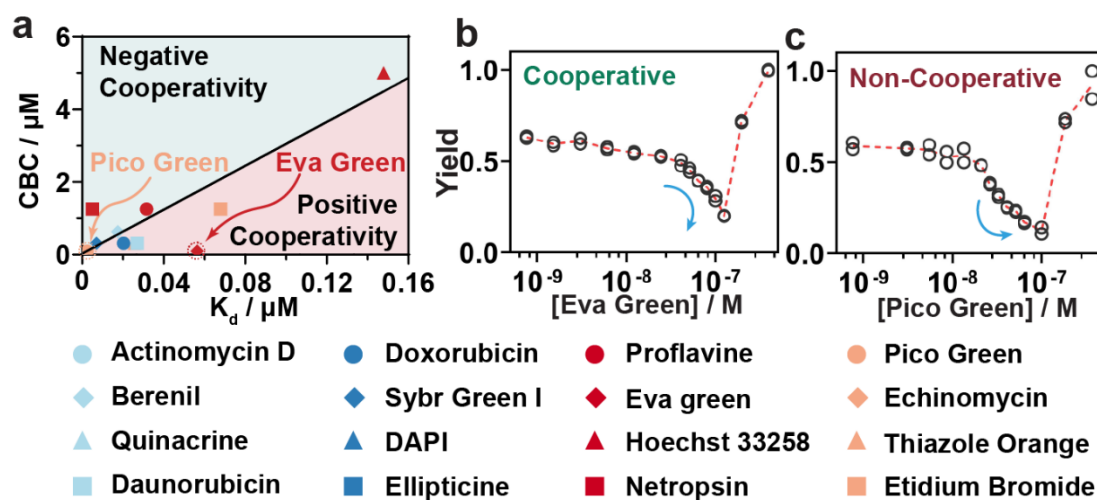 a
6
4
2
0
CBC / µM
Negative
Cooperativity
Pico Green
Eva Green
Positive
Cooperativity
0 0.04 0.08 0.12 0.16
K_d / µM
b
Cooperative
1.0
0.5
0.0
Yield
10^-9 10^-8 10^-7
[Eva Green] / M
c
Non-Cooperative
1.0
0.5
0.0
10^-9 10^-8 10^-7
[Pico Green] / M
Actinomycin D Doxorubicin Proflavine Pico Green
Berenil Sybr Green I Eva green Echinomycin
Quinacrine DAPI Hoechst 33258 Thiazole Orange
Daunorubicin Ellipticine Netropsin Etidium Bromide